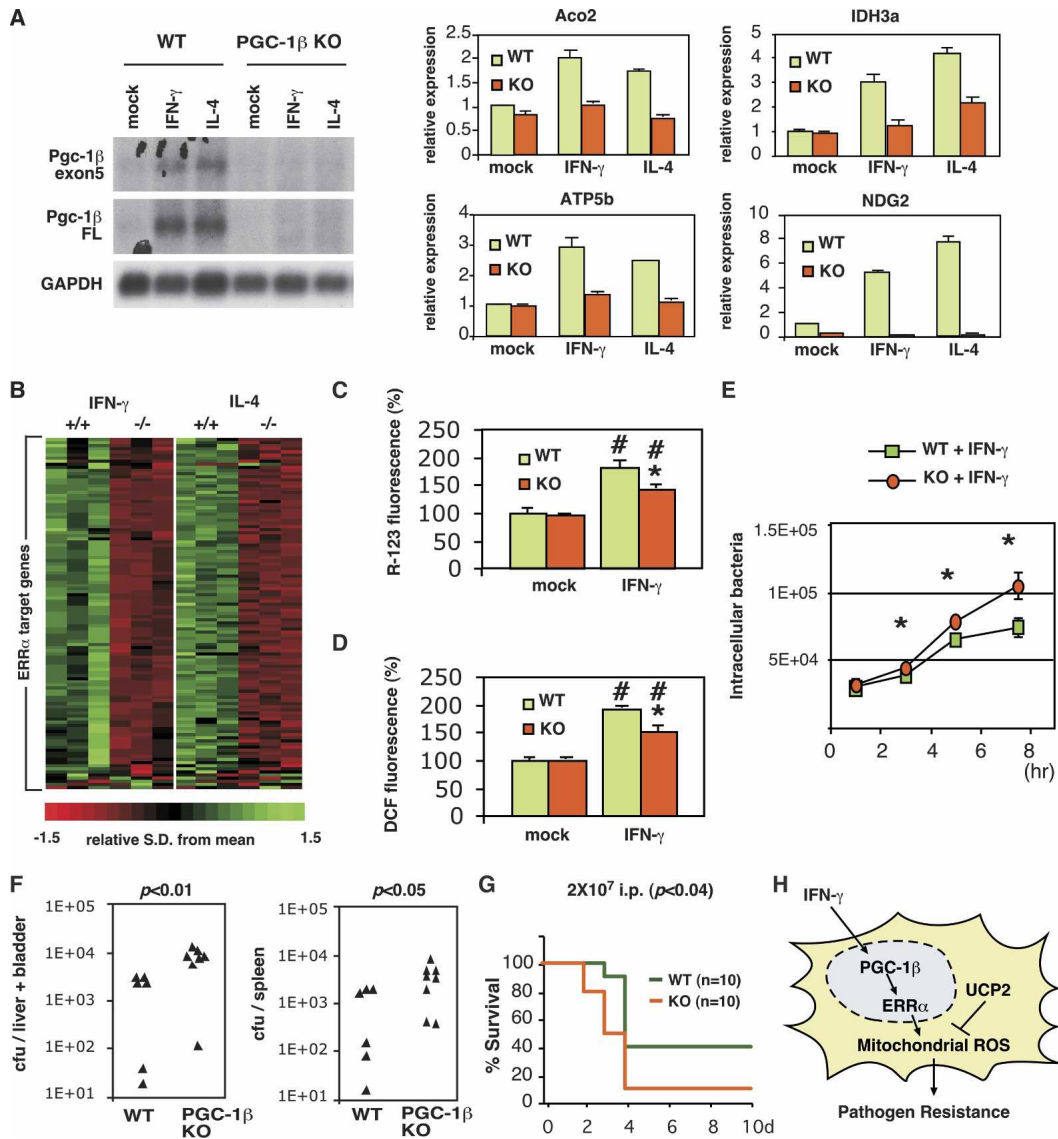 A
WT
PGC-1β KO
mock
IFN-γ
IL-4
mock
IFN-γ
IL-4
Pgc-1β
exon5
Pgc-1β
FL
GAPDH
Aco2
relative expression
2.5
2
1.5
1
0.5
0
WT
KO
mock
IFN-γ
IL-4
IDH3a
relative expression
5
4
3
2
1
0
WT
KO
mock
IFN-γ
IL-4
ATP5b
relative expression
4
3
2
1
0
WT
KO
mock
IFN-γ
IL-4
NDG2
relative expression
10
8
6
4
2
0
WT
KO
mock
IFN-γ
IL-4
B
IFN-γ
IL-4
+/+
-/-
+/+
-/-
ERRα target genes
-1.5
relative S.D. from mean
1.5
C
R-123 fluorescence (%)
250
200
150
100
50
0
WT
KO
#
#
*
mock
IFN-γ
D
DCF fluorescence (%)
250
200
150
100
50
0
WT
KO
#
#
*
mock
IFN-γ
E
WT + IFN-γ
KO + IFN-γ
Intracellular bacteria
1.5E+05
1E+05
5E+04
*
*
*
0
2
4
6
8
(hr)
F
p<0.01
cfu / liver + bladder
1E+05
1E+04
1E+03
1E+02
1E+01
WT
PGC-1β
KO
p<0.05
cfu / spleen
1E+05
1E+04
1E+03
1E+02
1E+01
WT
PGC-1β
KO
G
2X10⁷ i.p. (p<0.04)
% Survival
100
80
60
40
20
0
WT (n=10)
KO (n=10)
0
2
4
6
8
10d
H
IFN-γ
PGC-1β
ERRα
UCP2
Mitochondrial ROS
Pathogen Resistance